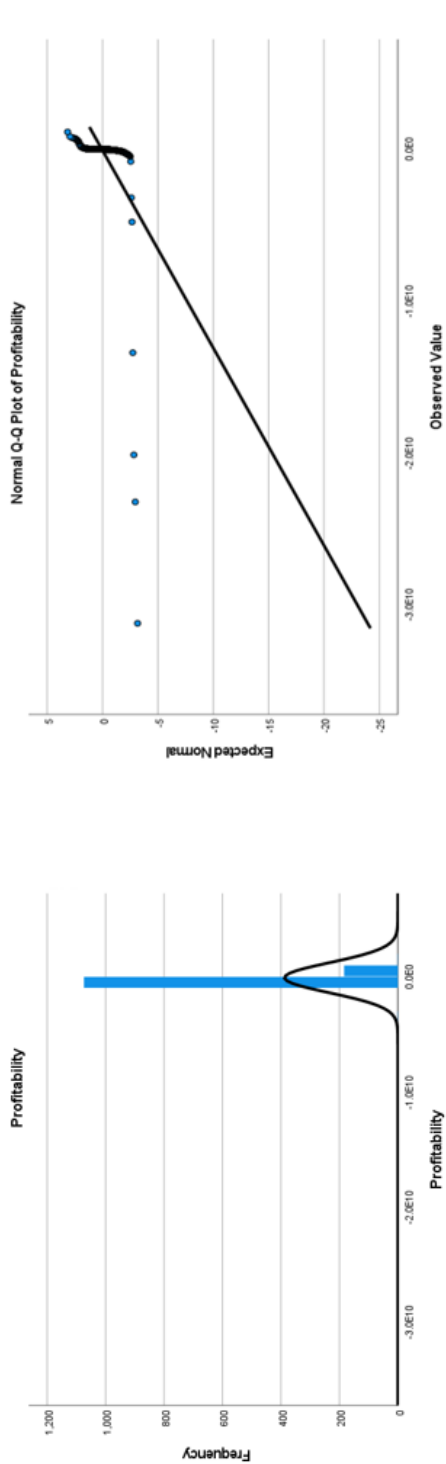 Profitability
Frequency
1,200
1,000
800
600
400
200
0
-3.0E10 -2.0E10 -1.0E10 0.0E0
Profitability
Normal Q-Q Plot of Profitability
Expected Normal
5
0
-5
-10
-15
-20
-25
-3.0E10 -2.0E10 -1.0E10 0.0E0
Observed Value